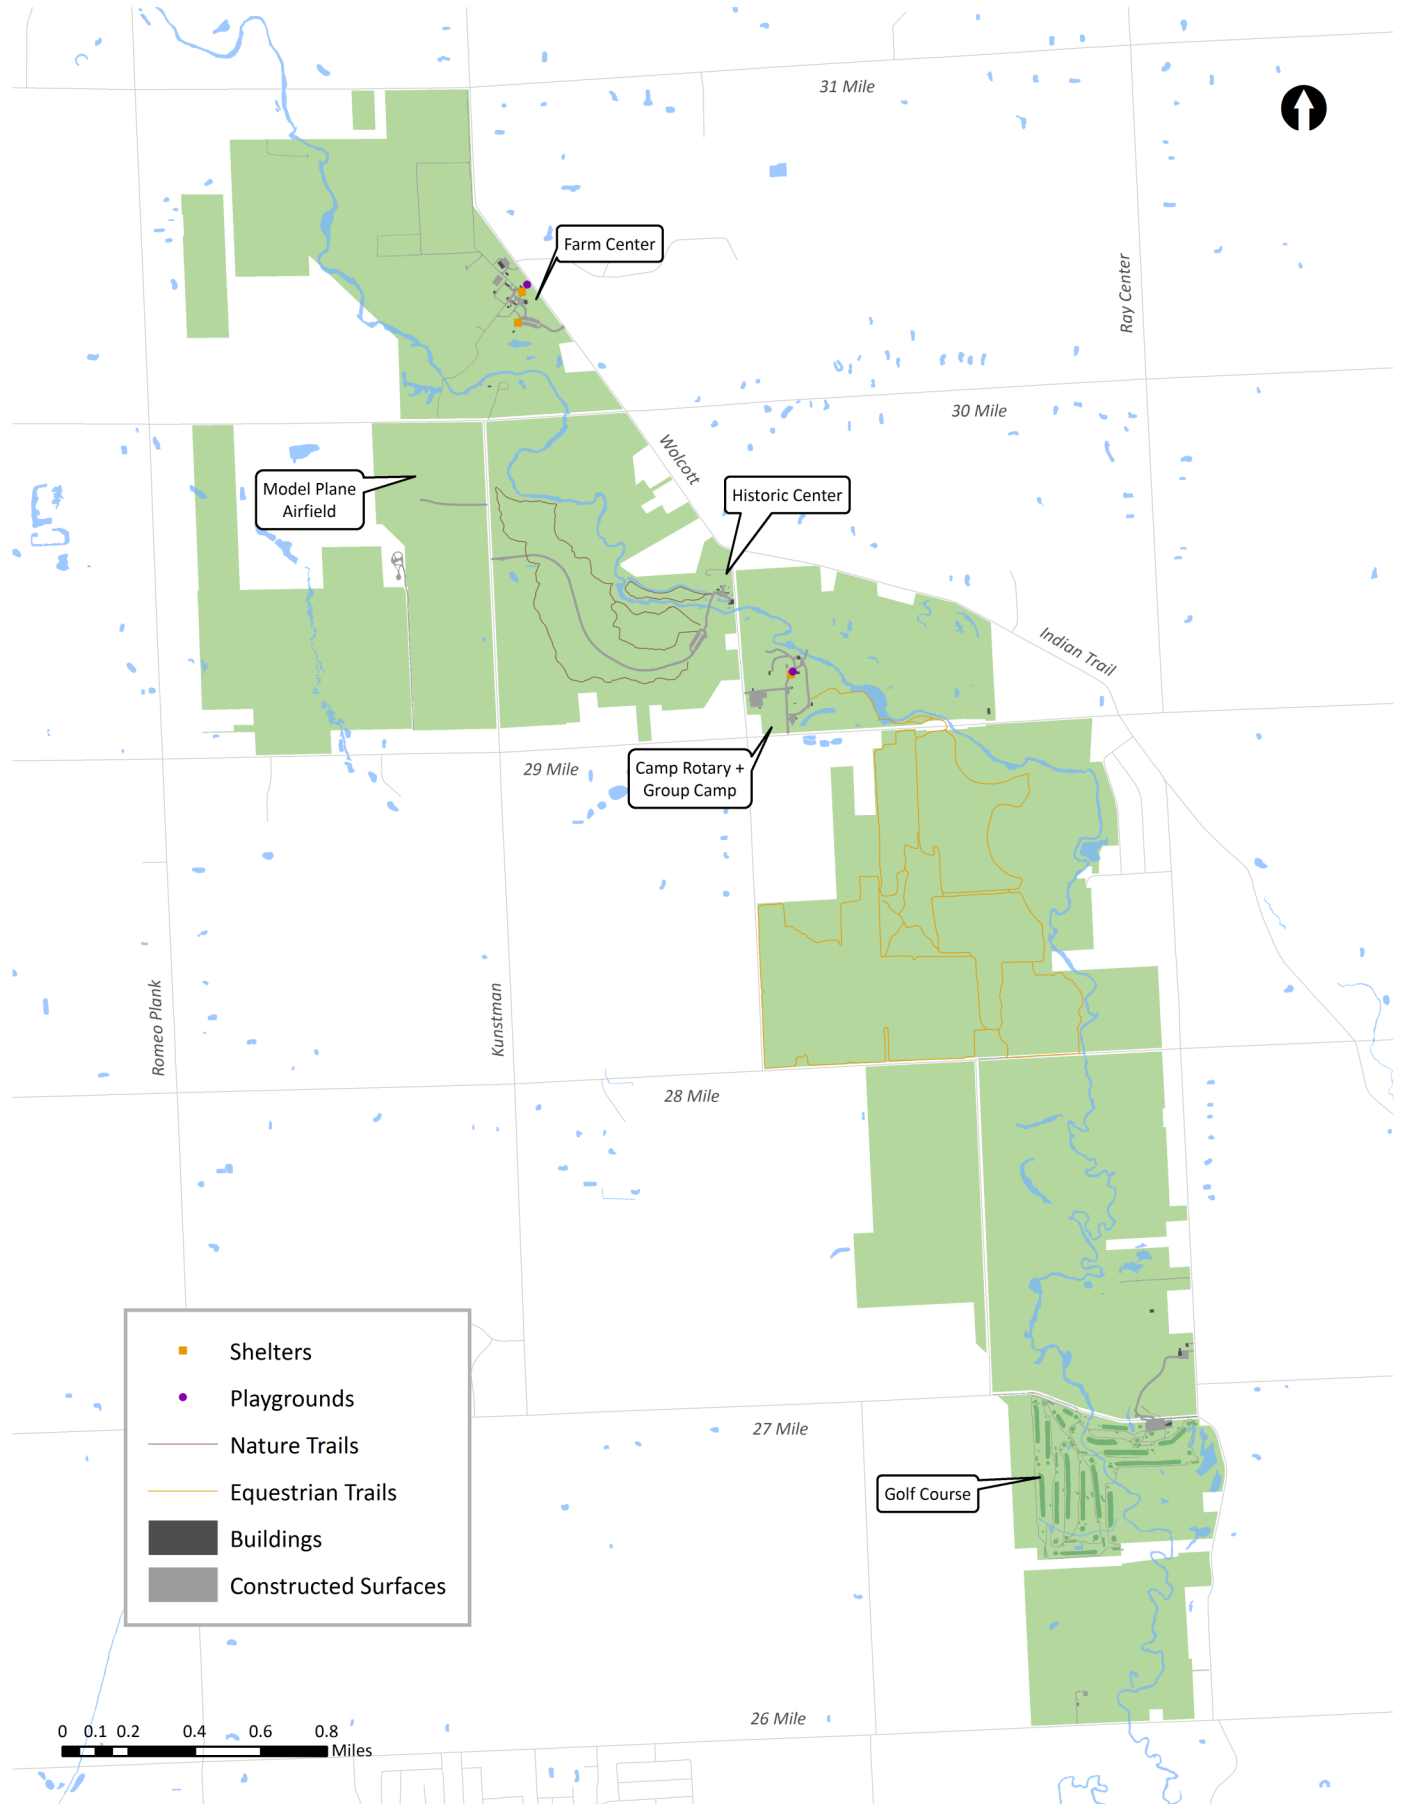 31 Mile
Farm Center
Ray Center
30 Mile
Wolcott
Model Plane
Airfield
Historic Center
Indian Trail
29 Mile
Camp Rotary +
Group Camp
Romeo Plank
Kunstman
28 Mile
27 Mile
Golf Course
Shelters
Playgrounds
Nature Trails
Equestrian Trails
Buildings
Constructed Surfaces
26 Mile
0 0.1 0.2 0.4 0.6 0.8
Miles